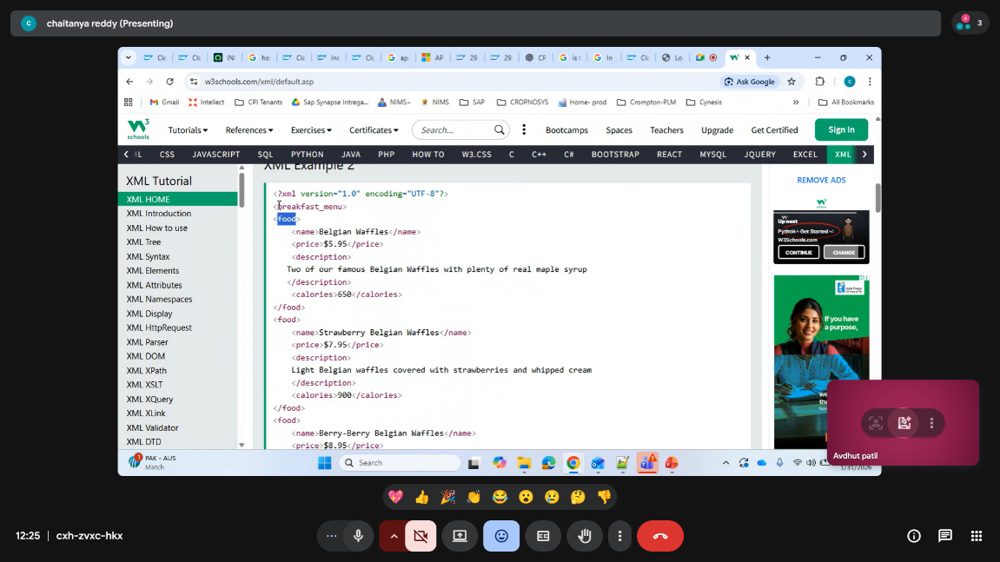 c chaitanya reddy (Presenting)
A
3
Clo
Clo
INC
ho
Clo
Ins
Clo
ap
AP
29
29
CP
is t
In
Clo
Lo
w3schools.com/xml/default.asp
Ask Google
c
Gmail
Intellect
CPI Tenants
Sap Synapse Intrega...
NIMS~
NIMS
SAP
CROPNOSYS
Home- prod
Crompton-PLM
Cynesis
»
All Bookmarks
W3 schools
Tutorials
References
Exercises
Certificates
Search...
Bootcamps
Spaces
Teachers
Upgrade
Get Certified
Sign In
CSS
JAVASCRIPT
SQL
PYTHON
JAVA
PHP
HOW TO
W3.CSS
C
C++
C#
BOOTSTRAP
REACT
MYSQL
JQUERY
EXCEL
XML
XML Tutorial
XML HOME
XML Introduction
XML How to use
XML Tree
XML Syntax
XML Elements
XML Attributes
XML Namespaces
XML Display
XML HttpRequest
XML Parser
XML DOM
XML XPath
XML XSLT
XML XQuery
XML XLink
XML Validator
XML DTD
XML Example 2
<?xml version="1.0" encoding="UTF-8"?>
<breakfast_menu>
<food>
<name>Belgian Waffles</name>
<price>$5.95</price>
<description>
Two of our famous Belgian Waffles with plenty of real maple syrup
</description>
<calories>650</calories>
</food>
<food>
<name>Strawberry Belgian Waffles</name>
<price>$7.95</price>
<description>
Light Belgian waffles covered with strawberries and whipped cream
</description>
<calories>900</calories>
</food>
<food>
<name>Berry-Berry Belgian Waffles</name>
<price>$8.95</price>
REMOVE ADS
Up next
Python - Get Started -
W3Schools.com
CONTINUE
CHANGE
If you have
a purpose,
Avdhut patil
1
PAK - AUS
Match
Search
1/31/2026
12:25 | cxh-zvxc-hkx